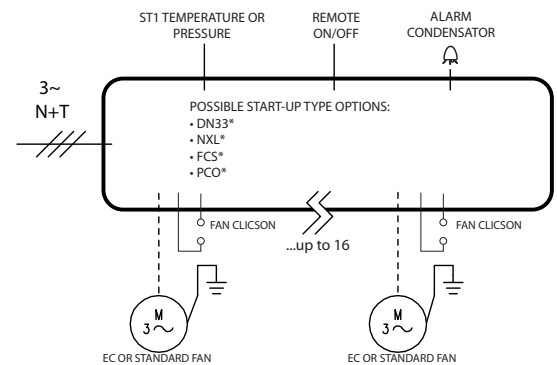 ST1 TEMPERATURE OR
PRESSURE
REMOTE
ON/OFF
ALARM
CONDENSATOR
3~
N+T
POSSIBLE START-UP TYPE OPTIONS:
• DN33*
• NXL*
• FCS*
• PCO*
FAN CLICSON
...up to 16
FAN CLICSON
M
3~
EC OR STANDARD FAN
M
3~
EC OR STANDARD FAN